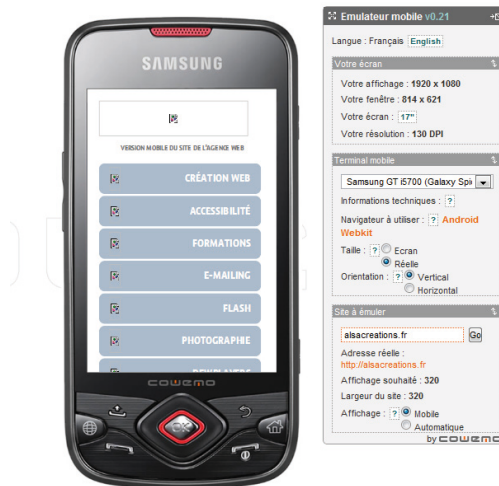 SAMSUNG
VERSION MOBILE DU SITE DE L'AGENCE WEB
CRÉATION WEB
ACCESSIBILITÉ
FORMATIONS
E-MAILING
FLASH
PHOTOGRAPHIE
DEWPLAYERS
COWEMO
OK
Emulateur mobile v0.21
Langue : Français English
Votre écran
Votre affichage : 1920 x 1080
Votre fenêtre : 814 x 621
Votre écran : 17"
Votre résolution : 130 DPI
Terminal mobile
Samsung GT i5700 (Galaxy Spi
Informations techniques : ?
Navigateur à utiliser : ? Android
Webkit
Taille : ? Ecran
Réelle
Orientation : ? Vertical
Horizontal
Site à émuler
alsacreations.fr Go
Adresse réelle :
http://alsacreations.fr
Affichage souhaité : 320
Largeur du site : 320
Affichage : ? Mobile
Automatique
by COWEMO